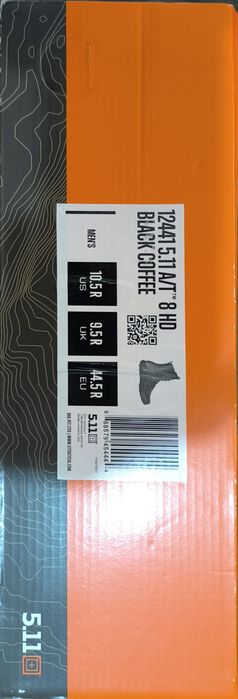 12441 5.11 A/T™ 8 HD
BLACK COFFEE
MEN'S
10.5 R
US
9.5 R
UK
44.5 R
EU
5.11
5.11